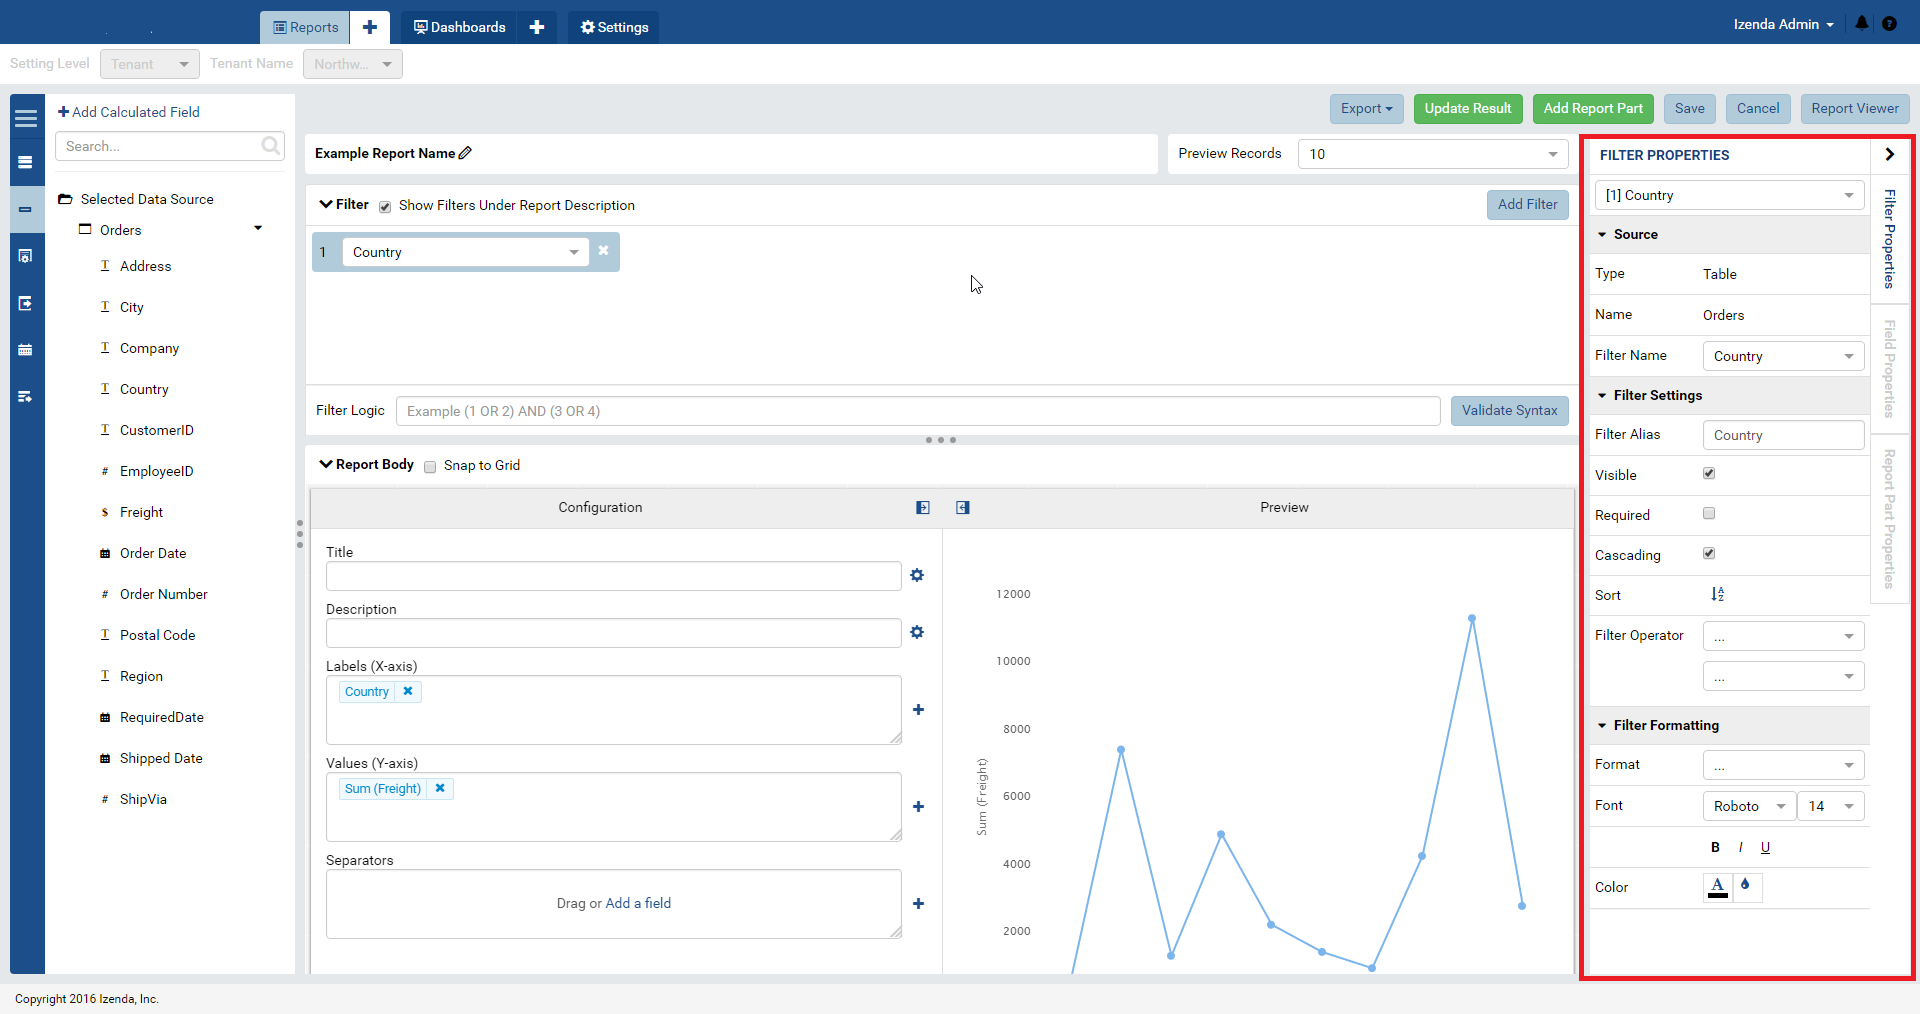 Reports
Dashboards
Settings
Izenda Admin
Setting Level
Tenant
Tenant Name
Northw...
Add Calculated Field
Search...
Selected Data Source
Orders
T Address
T City
T Company
T Country
T CustomerID
# EmployeeID
$ Freight
Order Date
# Order Number
T Postal Code
T Region
RequiredDate
Shipped Date
# ShipVia
Export
Update Result
Add Report Part
Save
Cancel
Report Viewer
Example Report Name
Preview Records
10
Filter
Show Filters Under Report Description
Add Filter
1
Country
Filter Logic
Example (1 OR 2) AND (3 OR 4)
Validate Syntax
Report Body
Snap to Grid
Configuration
Preview
Title
Description
Labels (X-axis)
Country
Values (Y-axis)
Sum (Freight)
Separators
Drag or Add a field
12000
10000
8000
6000
4000
2000
Sum (Freight)
FILTER PROPERTIES
[1] Country
Source
Type
Table
Name
Orders
Filter Name
Country
Filter Settings
Filter Alias
Country
Visible
Required
Cascading
Sort
A
Z
Filter Operator
...
...
Filter Formatting
Format
...
Font
Roboto
14
B I U
Color
A
Filter Properties
Field Properties
Report Part Properties
Copyright 2016 Izenda, Inc.